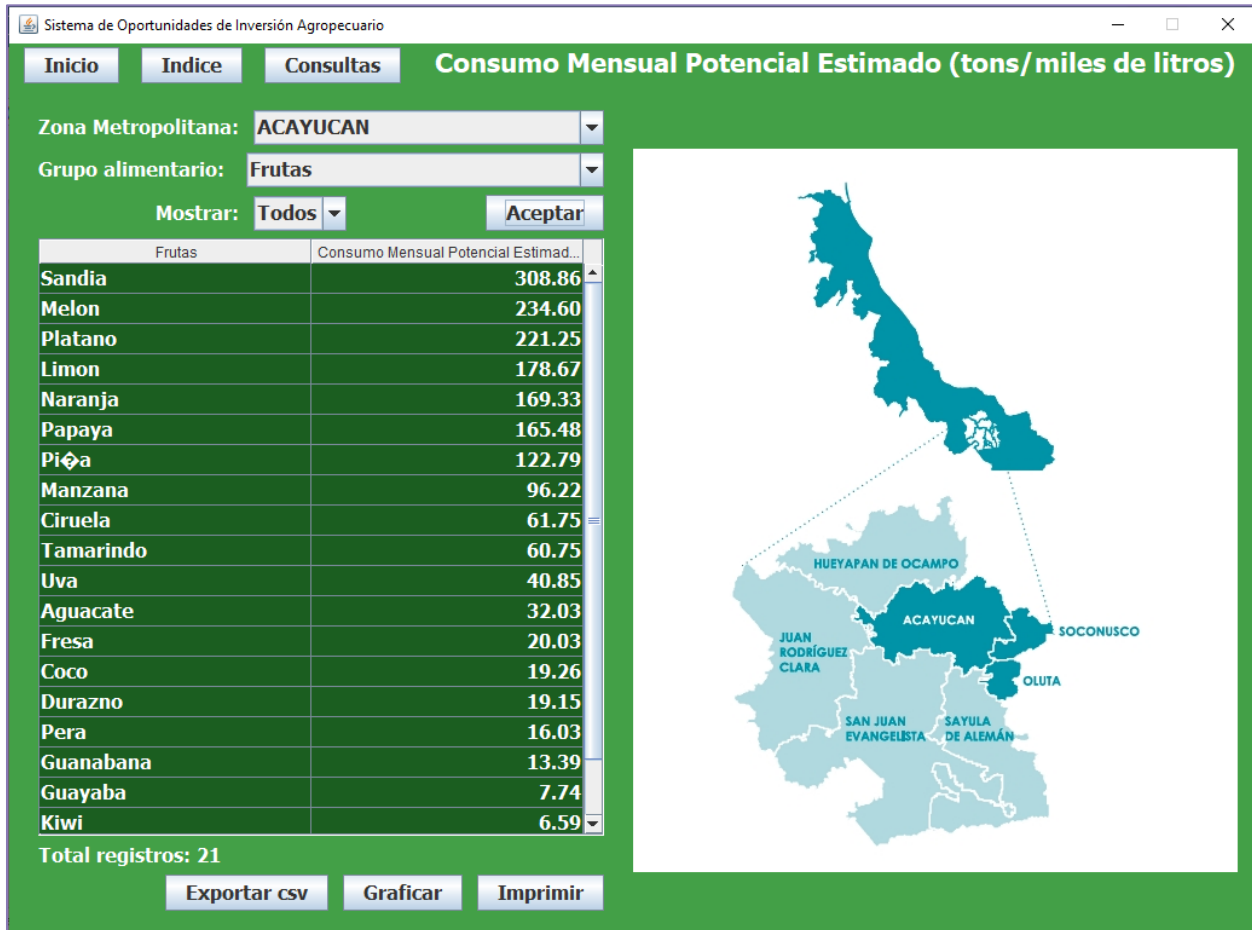 Sistema de Oportunidades de Inversión Agropecuario
Inicio Indice Consultas Consumo Mensual Potencial Estimado (tons/miles de litros)
Zona Metropolitana: ACAYUCAN
Grupo alimentario: Frutas
Mostrar: Todos Aceptar
Frutas Consumo Mensual Potencial Estimad...
Sandia 308.86
Melon 234.60
Platano 221.25
Limon 178.67
Naranja 169.33
Papaya 165.48
Pi�a 122.79
Manzana 96.22
Ciruela 61.75
Tamarindo 60.75
Uva 40.85
Aguacate 32.03
Fresa 20.03
Coco 19.26
Durazno 19.15
Pera 16.03
Guanabana 13.39
Guayaba 7.74
Kiwi 6.59
Total registros: 21
Exportar csv Graficar Imprimir
HUEYAPAN DE OCAMPO
ACAYUCAN
SOCONUSCO
JUAN
RODRÍGUEZ
CLARA
OLUTA
SAN JUAN
EVANGELISTA
SAYULA
DE ALEMÁN